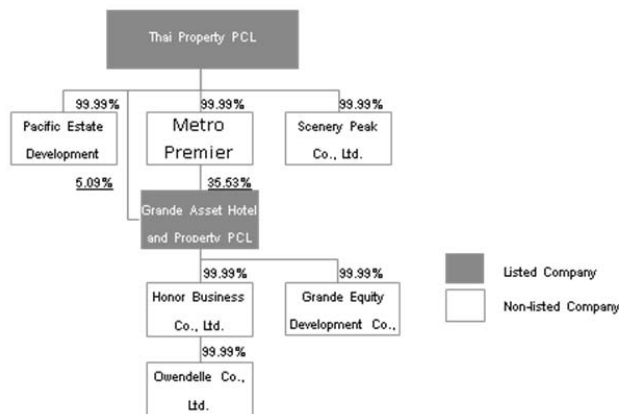 Thai Property PCL
99.99%
99.99%
99.99%
Pacific Estate
Development
Metro
Premier
Scenery Peak
Co., Ltd.
5.09%
35.53%
Grande Asset Hotel
and Property PCL
99.99%
99.99%
Honor Business
Co., Ltd.
Grande Equity
Development Co.,
99.99%
Owendelle Co.,
Ltd.
Listed Company
Non-listed Company